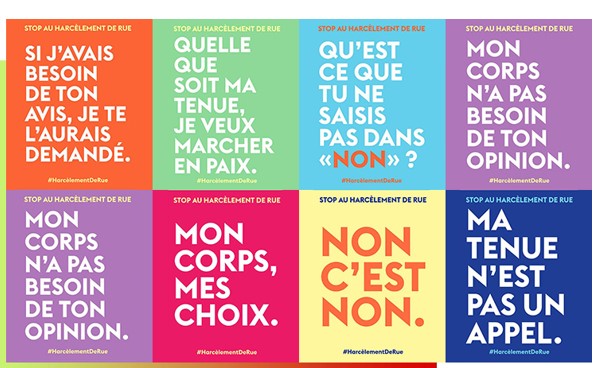 STOP AU HARCÈLEMENT DE RUE
SI J'AVAIS
BESOIN
DE TON
AVIS, JE TE
L'AURAIS
DEMANDÉ.
#HarcèlementDeRue
STOP AU HARCÈLEMENT DE RUE
QUELLE
QUE
SOIT MA
TENUE,
JE VEUX
MARCHER
EN PAIX.
#HarcèlementDeRue
STOP AU HARCÈLEMENT DE RUE
QU'EST
CE QUE
TU NE
SAISIS
PAS DANS
«NON» ?
#HarcèlementDeRue
STOP AU HARCÈLEMENT DE RUE
MON
CORPS
N'A PAS
BESOIN
DE TON
OPINION.
#HarcèlementDeRue
STOP AU HARCÈLEMENT DE RUE
MON
CORPS
N'A PAS
BESOIN
DE TON
OPINION.
#HarcèlementDeRue
STOP AU HARCÈLEMENT DE RUE
MON
CORPS,
MES
CHOIX.
#HarcèlementDeRue
STOP AU HARCÈLEMENT DE RUE
NON
C'EST
NON.
#HarcèlementDeRue
STOP AU HARCÈLEMENT DE RUE
MA
TENUE
N'EST
PAS UN
APPEL.
#HarcèlementDeRue